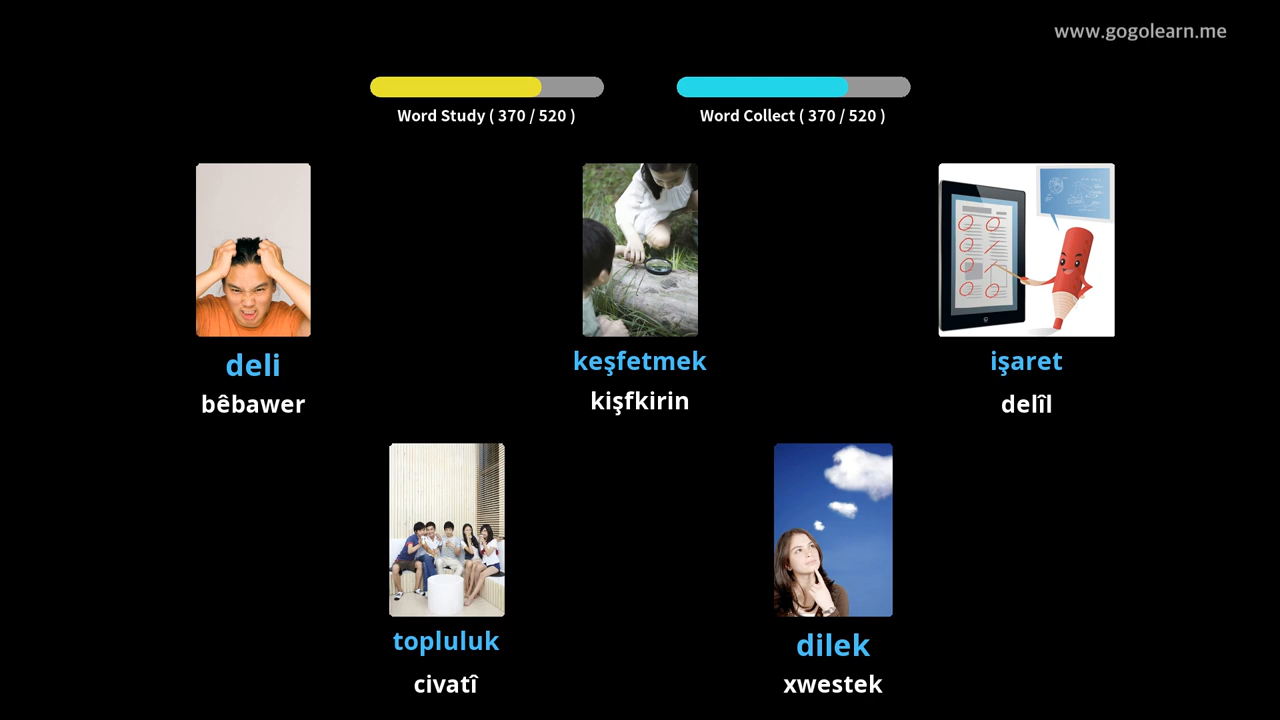 www.gogolearn.me
Word Study ( 370 / 520 )
Word Collect ( 370 / 520 )
deli
bêbawer
keşfetmek
kişfkirin
işaret
delîl
topluluk
civatî
dilek
xwestek